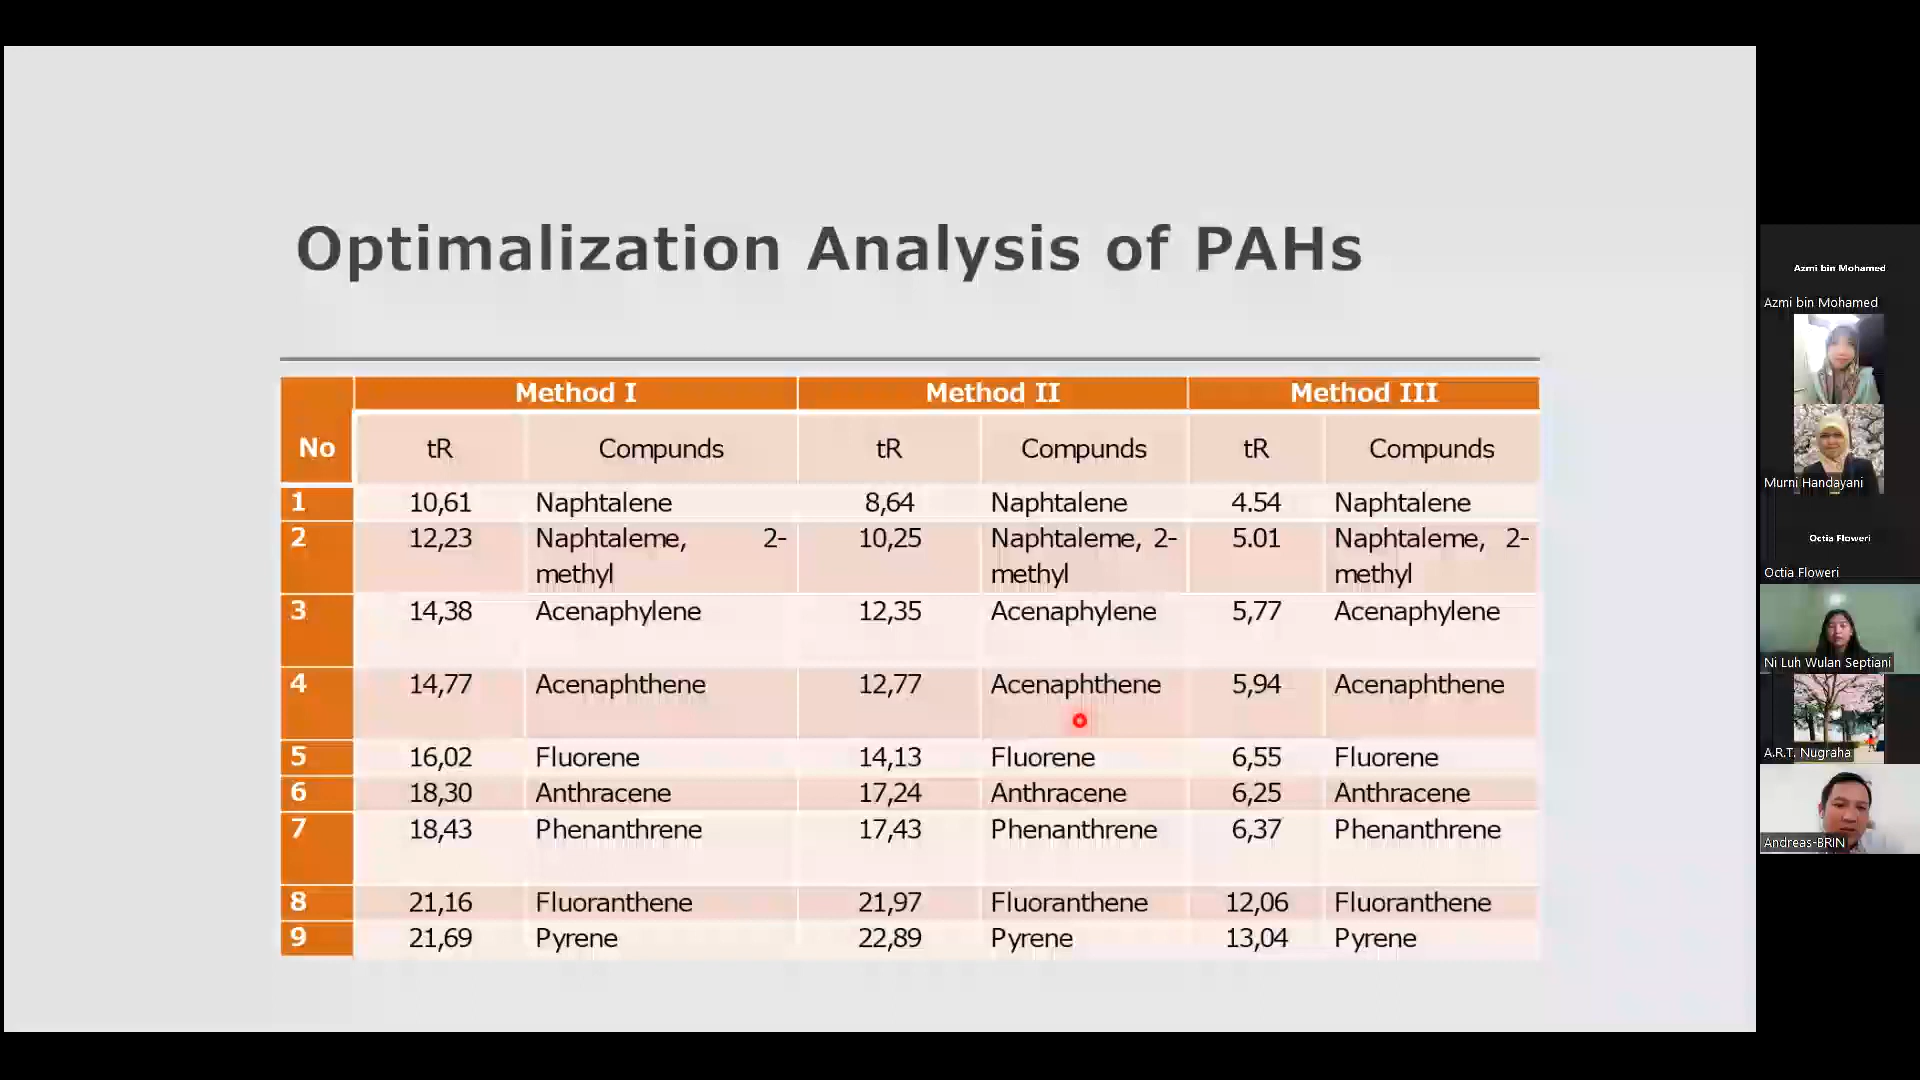 Optimalization Analysis of PAHs
No Method I Method II Method III
tR Compunds tR Compunds tR Compunds
1 10,61 Naphtalene 8,64 Naphtalene 4.54 Naphtalene
2 12,23 Naphtaleme, 2- 10,25 Naphtaleme, 2- 5.01 Naphtaleme, 2-
methyl methyl methyl
3 14,38 Acenaphylene 12,35 Acenaphylene 5,77 Acenaphylene
4 14,77 Acenaphthene 12,77 Acenaphthene 5,94 Acenaphthene
5 16,02 Fluorene 14,13 Fluorene 6,55 Fluorene
6 18,30 Anthracene 17,24 Anthracene 6,25 Anthracene
7 18,43 Phenanthrene 17,43 Phenanthrene 6,37 Phenanthrene
8 21,16 Fluoranthene 21,97 Fluoranthene 12,06 Fluoranthene
9 21,69 Pyrene 22,89 Pyrene 13,04 Pyrene
Azmi bin Mohamed
Azmi bin Mohamed
Murni Handayani
Octia Floweri
Octia Floweri
Ni Luh Wulan Septiani
A.R.T. Nugraha
Andreas-BRIN